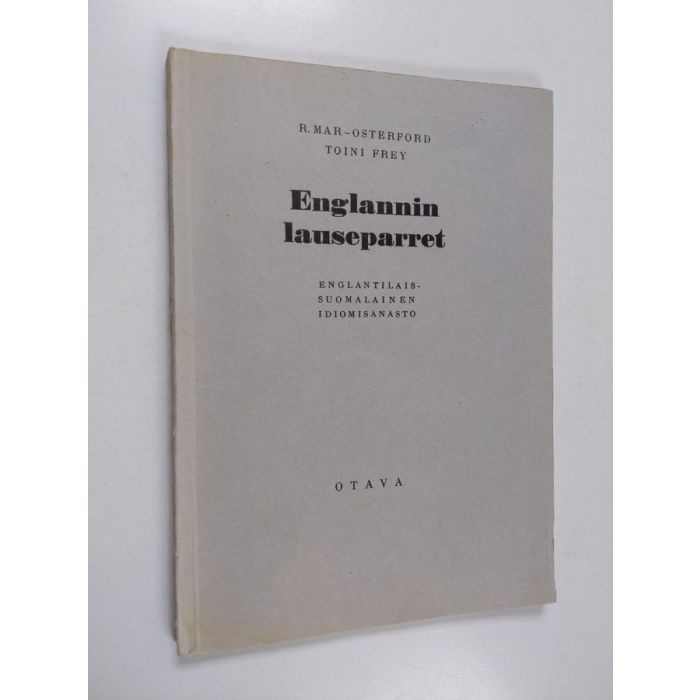 R. MAR-OSTERFORD
TOINI FREY
Englannin
lauseparret
ENGLANTILAIS-
SUOMALAINEN
IDIOMISANASTO
OTAVA